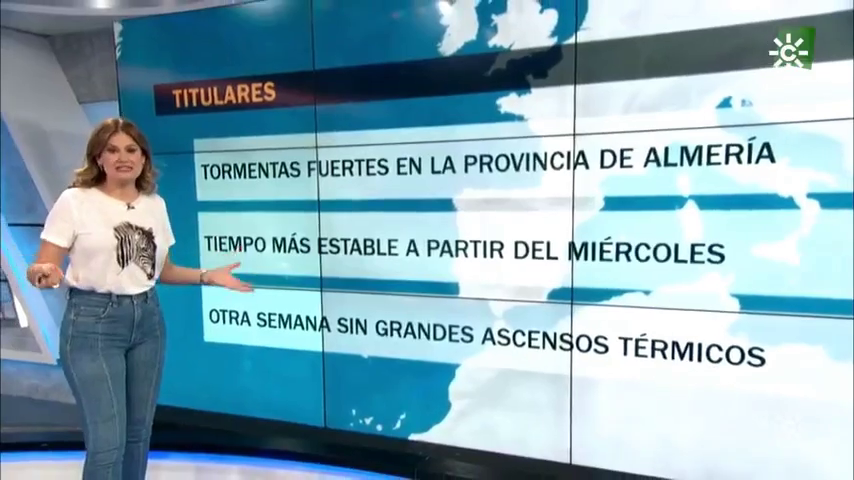 TITULARES
TORMENTAS FUERTES EN LA PROVINCIA DE ALMERÍA
TIEMPO MÁS ESTABLE A PARTIR DEL MIÉRCOLES
OTRA SEMANA SIN GRANDES ASCENSOS TÉRMICOS